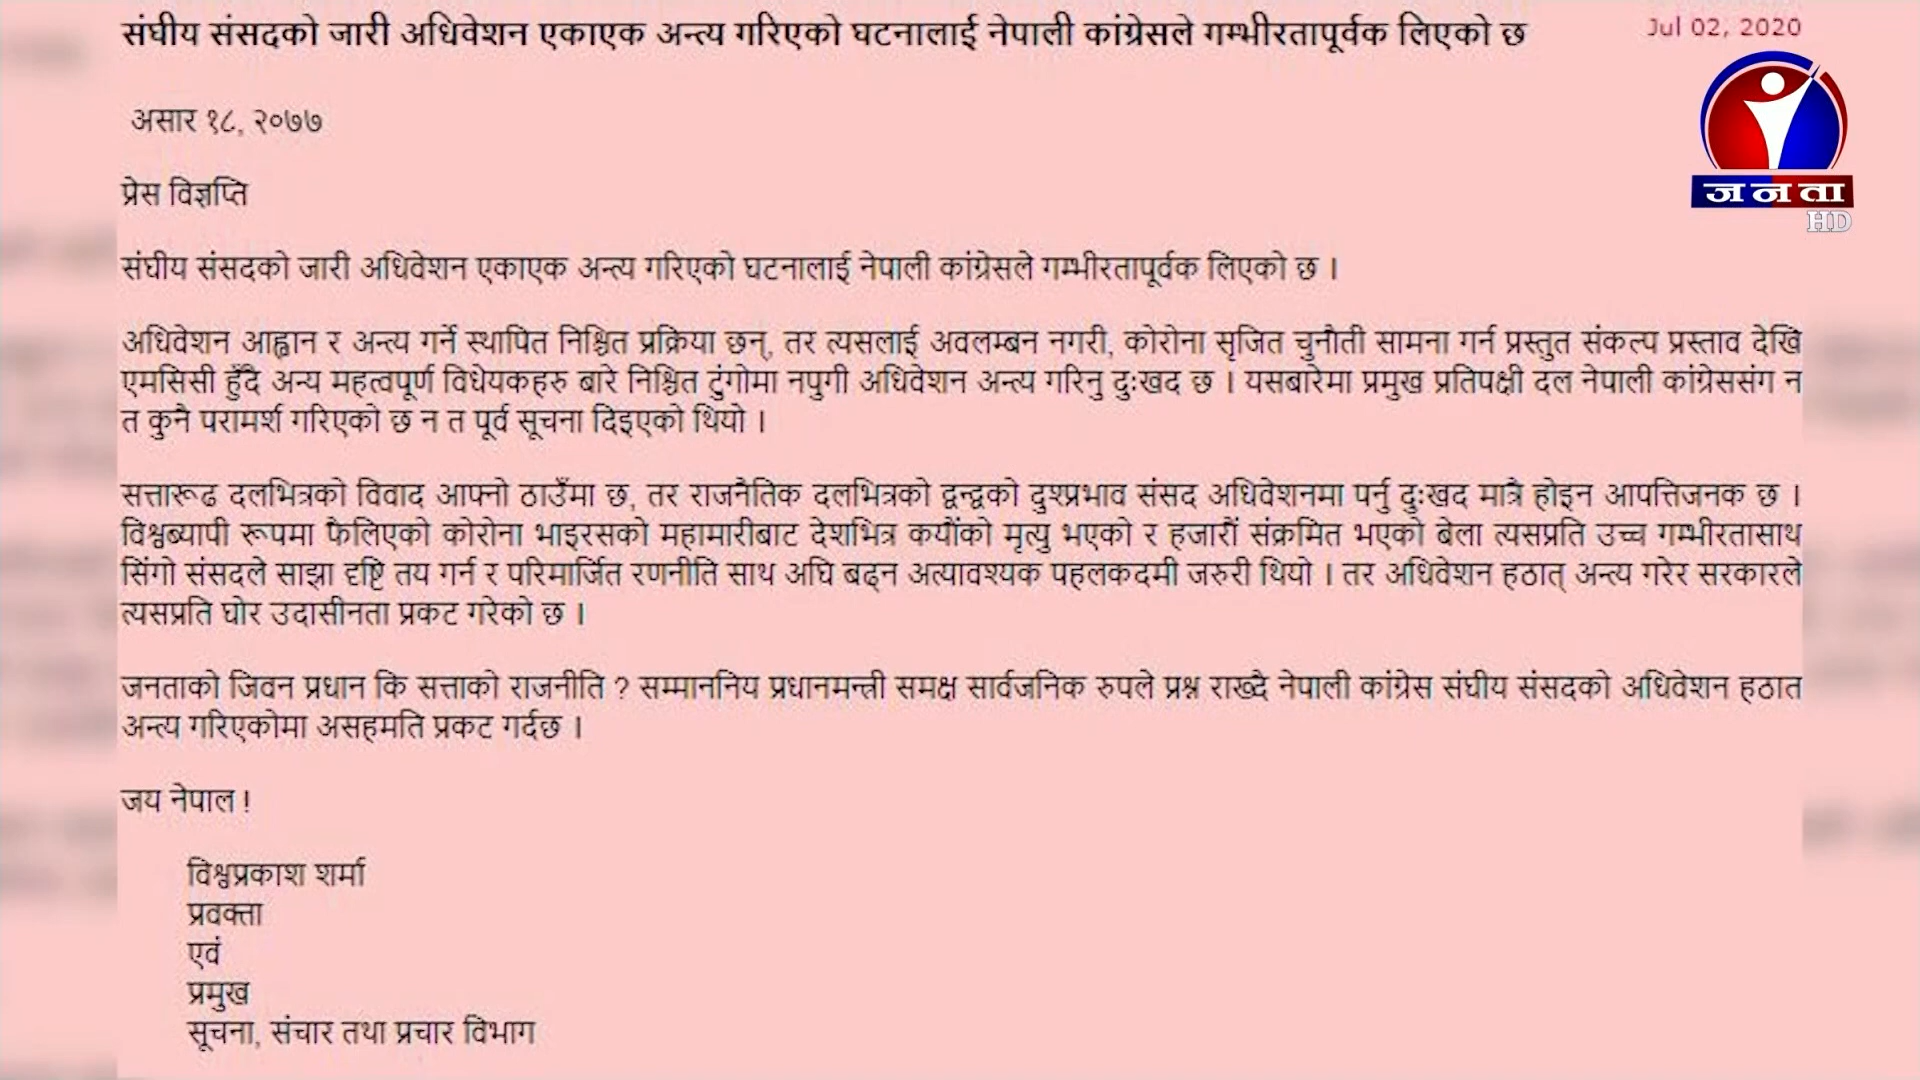 संघीय संसदको जारी अधिवेशन एकाएक अन्त्य गरिएको घटनालाई नेपाली कांग्रेसले गम्भीरतापूर्वक लिएको छ
Jul 02, 2020
जनता
HD
असार १८, २०७७
प्रेस विज्ञप्ति
संघीय संसदको जारी अधिवेशन एकाएक अन्त्य गरिएको घटनालाई नेपाली कांग्रेसले गम्भीरतापूर्वक लिएको छ ।
अधिवेशन आह्वान र अन्त्य गर्ने स्थापित निश्चित प्रक्रिया छन्, तर त्यसलाई अवलम्बन नगरी, कोरोना सृजित चुनौती सामना गर्न प्रस्तुत संकल्प प्रस्ताव देखि
एमसिसी हुँदै अन्य महत्वपूर्ण विधेयकहरु बारे निश्चित टुंगोमा नपुगी अधिवेशन अन्त्य गरिनु दुःखद छ । यसबारेमा प्रमुख प्रतिपक्षी दल नेपाली कांग्रेससंग न
त कुनै परामर्श गरिएको छ न त पूर्व सूचना दिइएको थियो ।
सत्तारूढ दलभित्रको विवाद आफ्नो ठाउँमा छ, तर राजनैतिक दलभित्रको द्वन्द्वको दुश्प्रभाव संसद अधिवेशनमा पर्नु दुःखद मात्रै होइन आपत्तिजनक छ ।
विश्वब्यापी रूपमा फैलिएको कोरोना भाइरसको महामारीबाट देशभित्र कयौंको मृत्यु भएको र हजारौं संक्रमित भएको बेला त्यसप्रति उच्च गम्भीरतासाथ
सिंगो संसदले साझा दृष्टि तय गर्न र परिमार्जित रणनीति साथ अघि बढ्न अत्यावश्यक पहलकदमी जरुरी थियो । तर अधिवेशन हठात् अन्त्य गरेर सरकारले
त्यसप्रति घोर उदासीनता प्रकट गरेको छ ।
जनताको जिवन प्रधान कि सत्ताको राजनीति ? सम्माननिय प्रधानमन्त्री समक्ष सार्वजनिक रुपले प्रश्न राख्दै नेपाली कांग्रेस संघीय संसदको अधिवेशन हठात
अन्त्य गरिएकोमा असहमति प्रकट गर्दछ ।
जय नेपाल !
विश्वप्रकाश शर्मा
प्रवक्ता
एवं
प्रमुख
सूचना, संचार तथा प्रचार विभाग